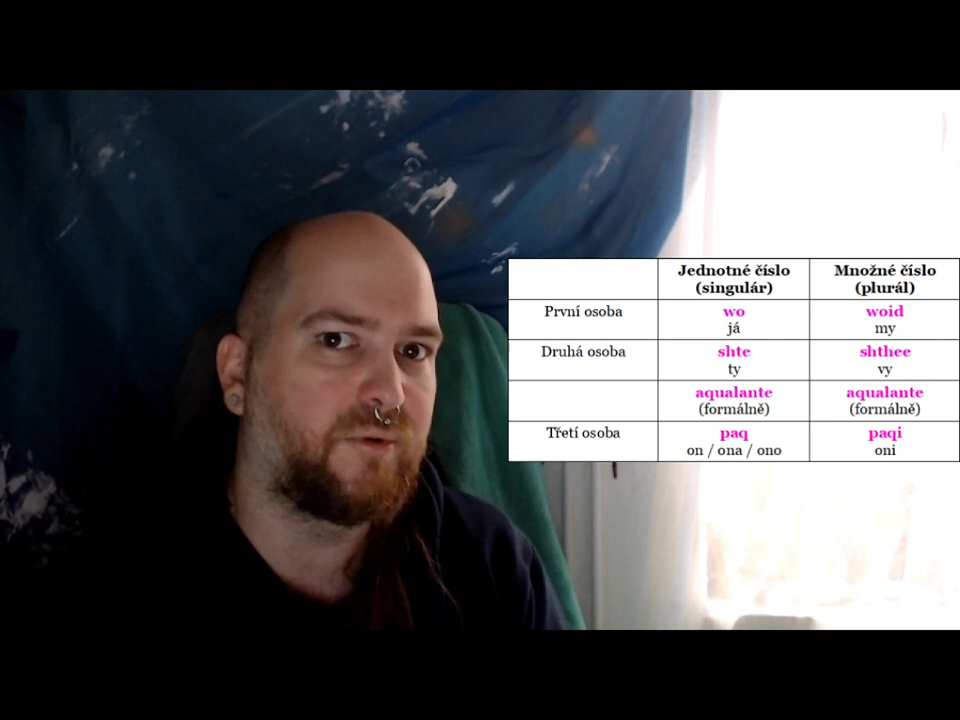 Jednotné číslo Množné číslo
(singulár) (plurál)
První osoba wo woid
já my
Druhá osoba shte shthee
ty vy
aqualante aqualante
(formálně) (formálně)
Třetí osoba paq paqi
on / ona / ono oni